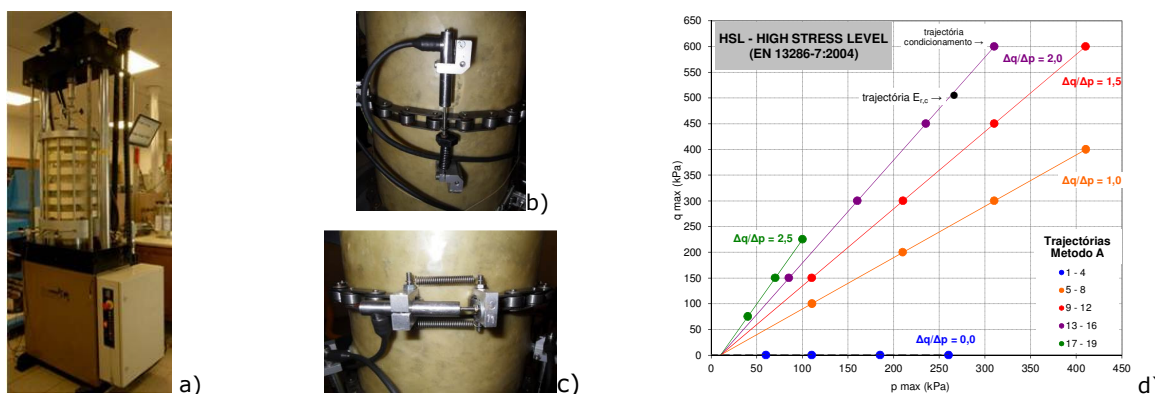 a)
b)
c)
HSL - HIGH STRESS LEVEL
(EN 13286-7:2004)
trajectória
condicionamento →
trajectória Er,c →
Δq/Δp = 2,0
Δq/Δp = 1,5
Δq/Δp = 1,0
Δq/Δp = 2,5
Δq/Δp = 0,0
Trajectórias
Metodo A
1 - 4
5 - 8
9 - 12
13 - 16
17 - 19
q max (kPa)
650
600
550
500
450
400
350
300
250
200
150
100
50
0
0 50 100 150 200 250 300 350 400 450
p max (kPa)
d)